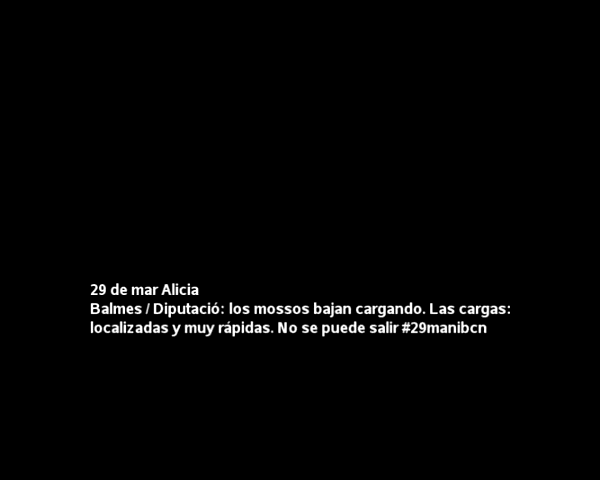 29 de mar Alicia
Balmes / Diputació: los mossos bajan cargando. Las cargas:
localizadas y muy rápidas. No se puede salir #29manibcn